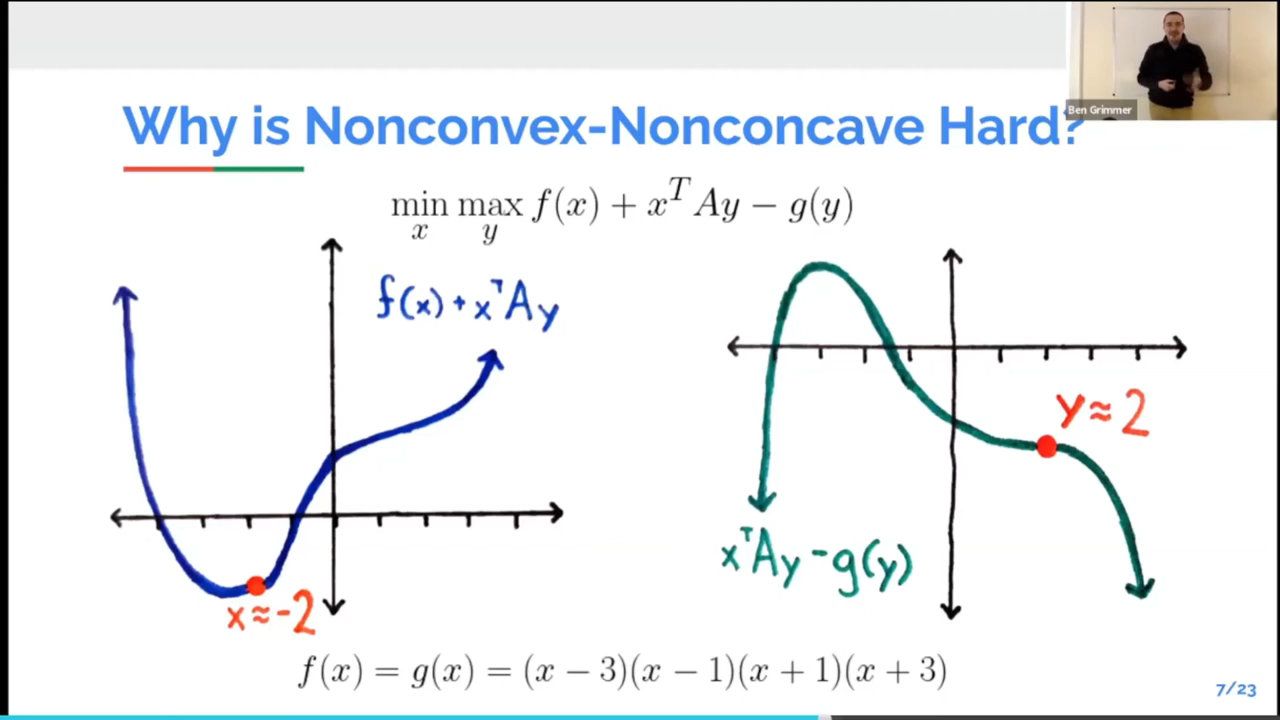 Ben Grimmer
Why is Nonconvex-Nonconcave Hard?
min max f(x) + x^T Ay − g(y)
x y
f(x) + x^T Ay
y ≈ 2
x^T Ay − g(y)
x ≈ -2
f(x) = g(x) = (x − 3)(x − 1)(x + 1)(x + 3)
7/23